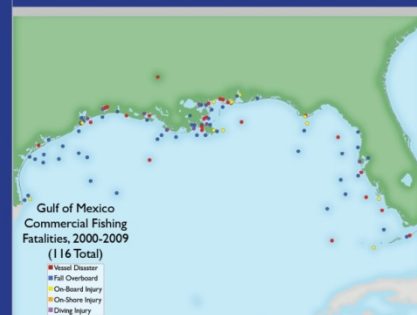 Gulf of Mexico
Commercial Fishing
Fatalities, 2000-2009
(116 Total)
Vessel Disaster
Fall Overboard
On-Board Injury
On-Shore Injury
Diving Injury